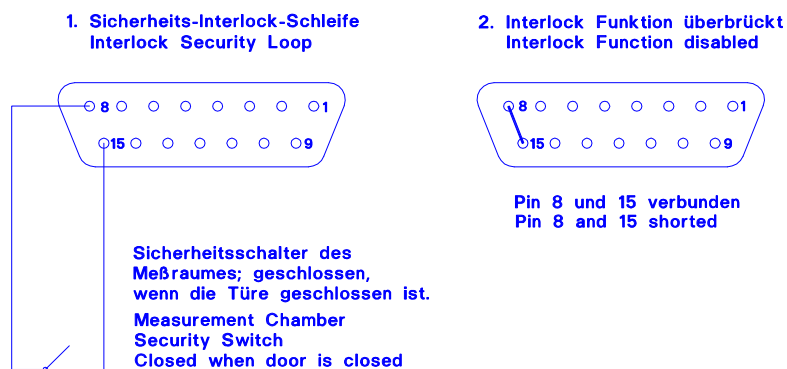 1. Sicherheits-Interlock-Schleife
Interlock Security Loop
8 1
15 9
Sicherheitsschalter des
Meßraumes; geschlossen,
wenn die Türe geschlossen ist.
Measurement Chamber
Security Switch
Closed when door is closed
2. Interlock Funktion überbrückt
Interlock Function disabled
8 1
15 9
Pin 8 und 15 verbunden
Pin 8 and 15 shorted